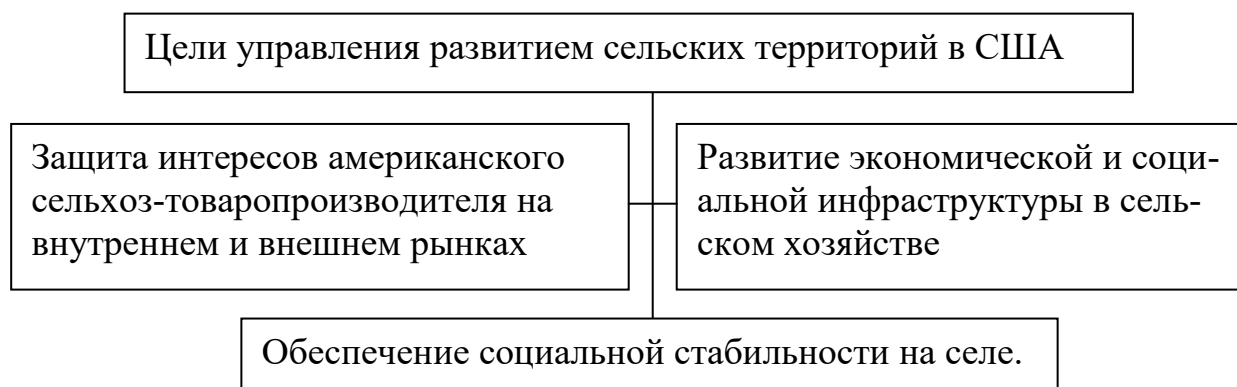 Цели управления развитием сельских территорий в США
Защита интересов американского
сельхоз-товаропроизводителя на
внутреннем и внешнем рынках
Развитие экономической и соци-
альной инфраструктуры в сель-
ском хозяйстве
Обеспечение социальной стабильности на селе.